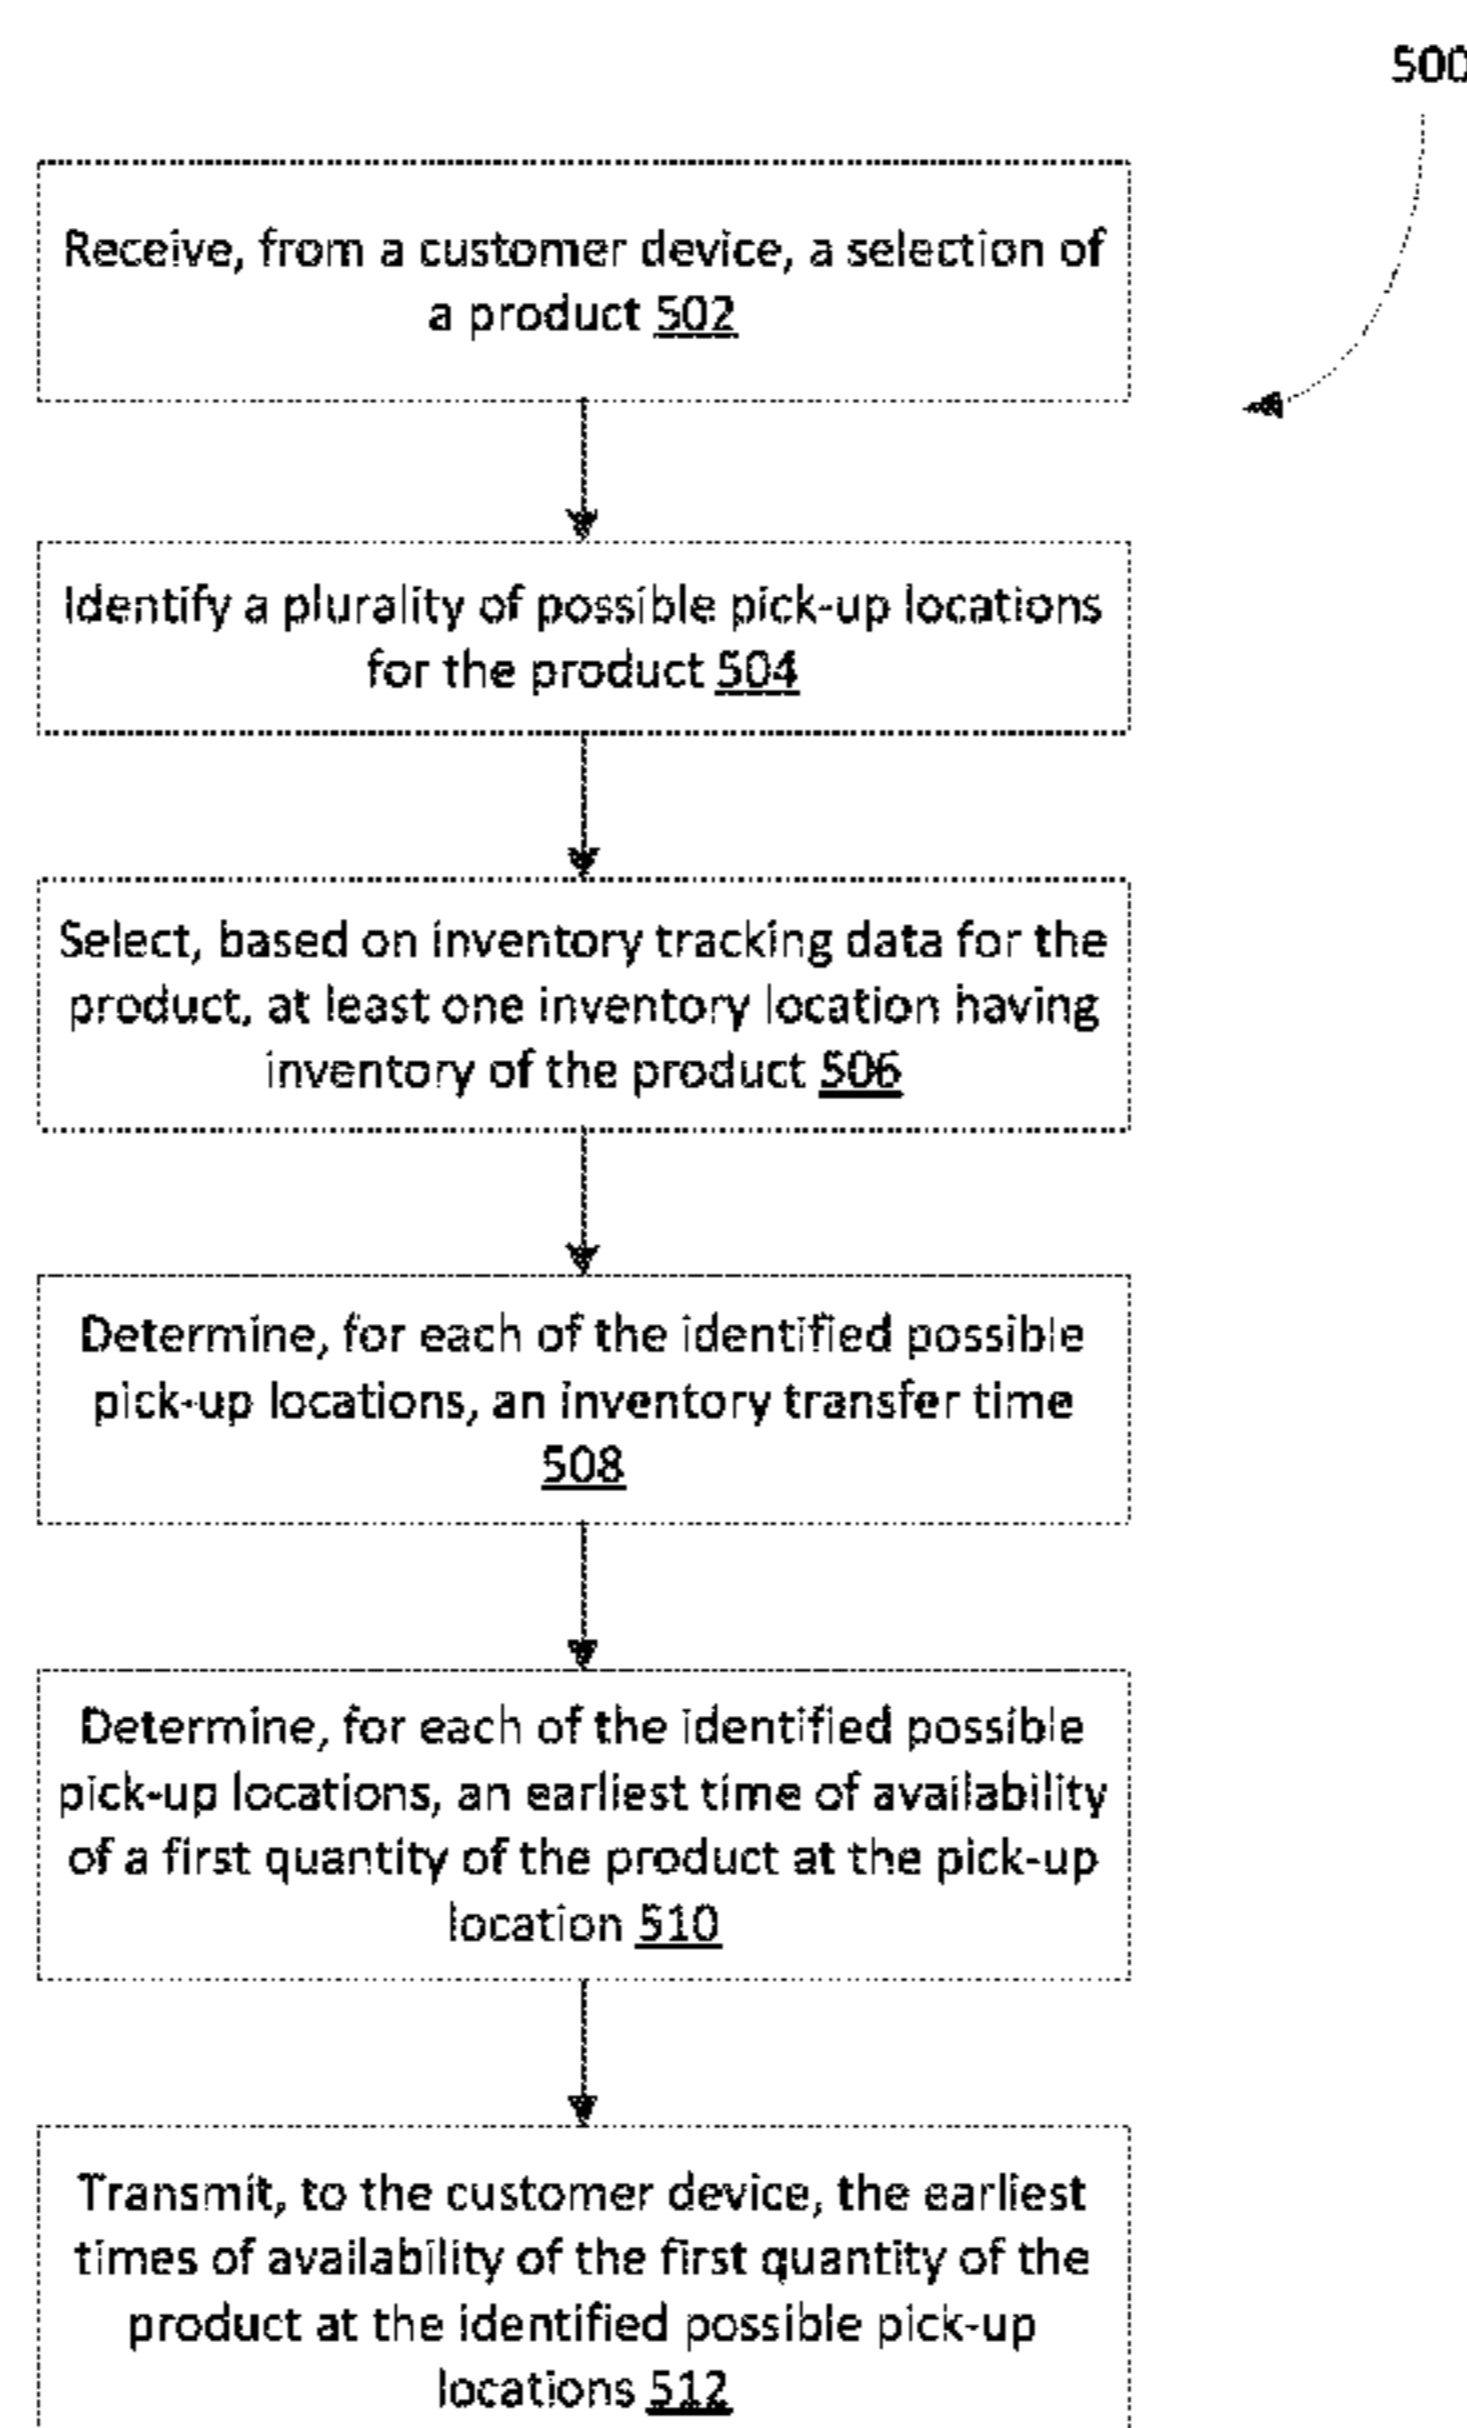 500
Receive, from a customer device, a selection of
a product 502
Identify a plurality of possible pick-up locations
for the product 504
Select, based on inventory tracking data for the
product, at least one inventory location having
inventory of the product 506
Determine, for each of the identified possible
pick-up locations, an inventory transfer time
508
Determine, for each of the identified possible
pick-up locations, an earliest time of availability
of a first quantity of the product at the pick-up
location 510
Transmit, to the customer device, the earliest
times of availability of the first quantity of the
product at the identified possible pick-up
locations 512